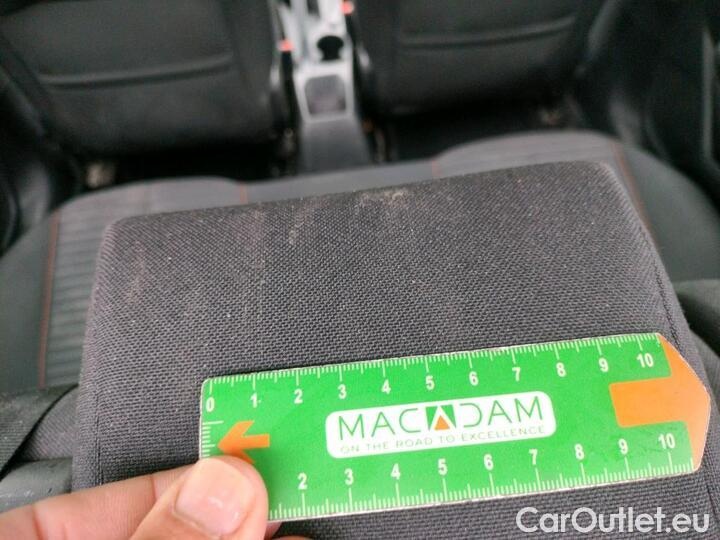 0 1 2 3 4 5 6 7 8 9 10
MACADAM
ON THE ROAD TO EXCELLENCE
2 3 4 5 6 7 8 9 10
CarOutlet.eu